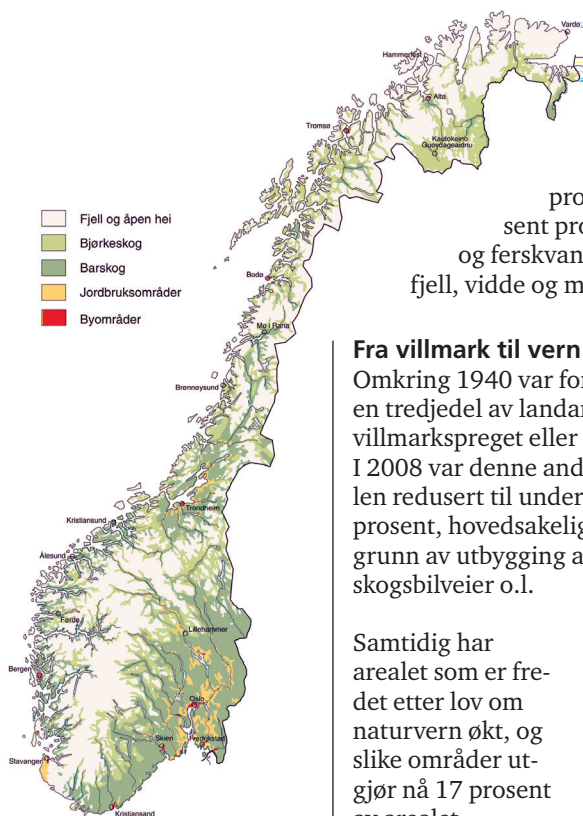 Vardø
Hammerfest
Alta
Tromsø
Kautokeino
Guovdageaidnu
Fjell og åpen hei
Bjørkeskog
Barskog
Jordbruksområder
Byområder
Bodø
Mo i Rana
Brønnøysund
Kristiansund
Trondheim
Ålesund
Førde
Lillehammer
Bergen
Oslo
Skien
Fredrikstad
Stavanger
Kristiansand
pro
sent pro
og ferskvan
fjell, vidde og m
Fra villmark til vern
Omkring 1940 var for
en tredjedel av landar
villmarkspreget eller
I 2008 var denne and
len redusert til under
prosent, hovedsakelig
grunn av utbygging a
skogsbilveier o.l.
Samtidig har
arealet som er fre-
det etter lov om
naturvern økt, og
slike områder ut-
gjør nå 17 prosent
av arealet